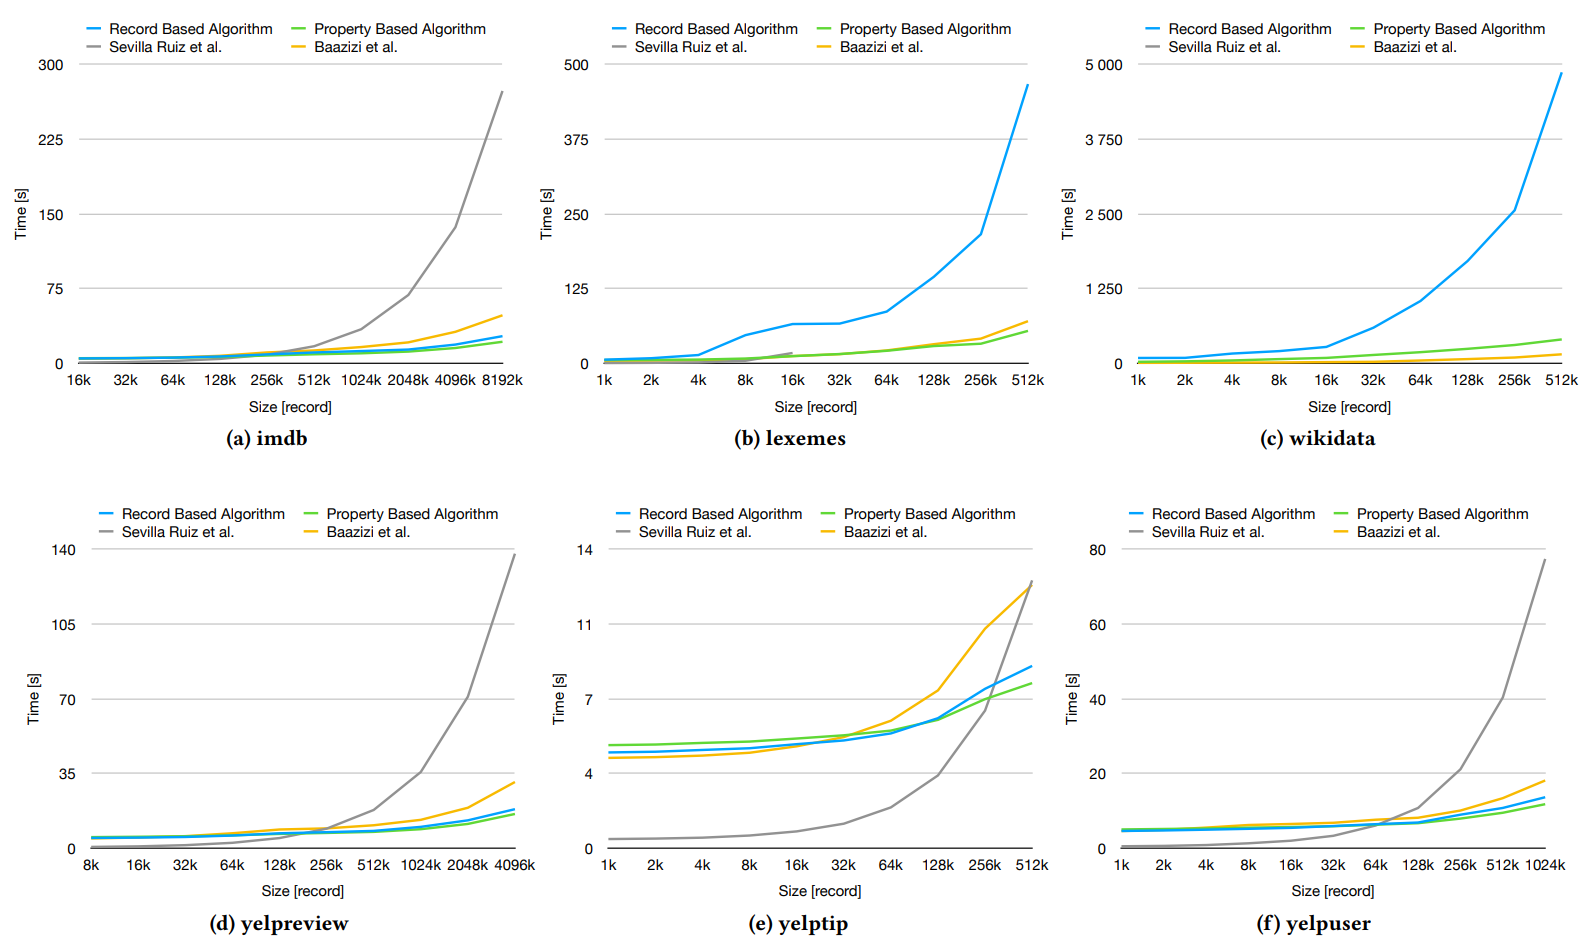 Record Based Algorithm Property Based Algorithm
Sevilla Ruiz et al. Baazizi et al.
300
225
150
75
0
Time [s]
16k 32k 64k 128k 256k 512k 1024k 2048k 4096k 8192k
Size [record]
(a) imdb
Record Based Algorithm Property Based Algorithm
Sevilla Ruiz et al. Baazizi et al.
500
375
250
125
0
Time [s]
1k 2k 4k 8k 16k 32k 64k 128k 256k 512k
Size [record]
(b) lexemes
Record Based Algorithm Property Based Algorithm
Sevilla Ruiz et al. Baazizi et al.
5 000
3 750
2 500
1 250
0
Time [s]
1k 2k 4k 8k 16k 32k 64k 128k 256k 512k
Size [record]
(c) wikidata
Record Based Algorithm Property Based Algorithm
Sevilla Ruiz et al. Baazizi et al.
140
105
70
35
0
Time [s]
8k 16k 32k 64k 128k 256k 512k 1024k 2048k 4096k
Size [record]
(d) yelpreview
Record Based Algorithm Property Based Algorithm
Sevilla Ruiz et al. Baazizi et al.
14
11
7
4
0
Time [s]
1k 2k 4k 8k 16k 32k 64k 128k 256k 512k
Size [record]
(e) yelptip
Record Based Algorithm Property Based Algorithm
Sevilla Ruiz et al. Baazizi et al.
80
60
40
20
0
Time [s]
1k 2k 4k 8k 16k 32k 64k 128k 256k 512k 1024k
Size [record]
(f) yelpuser